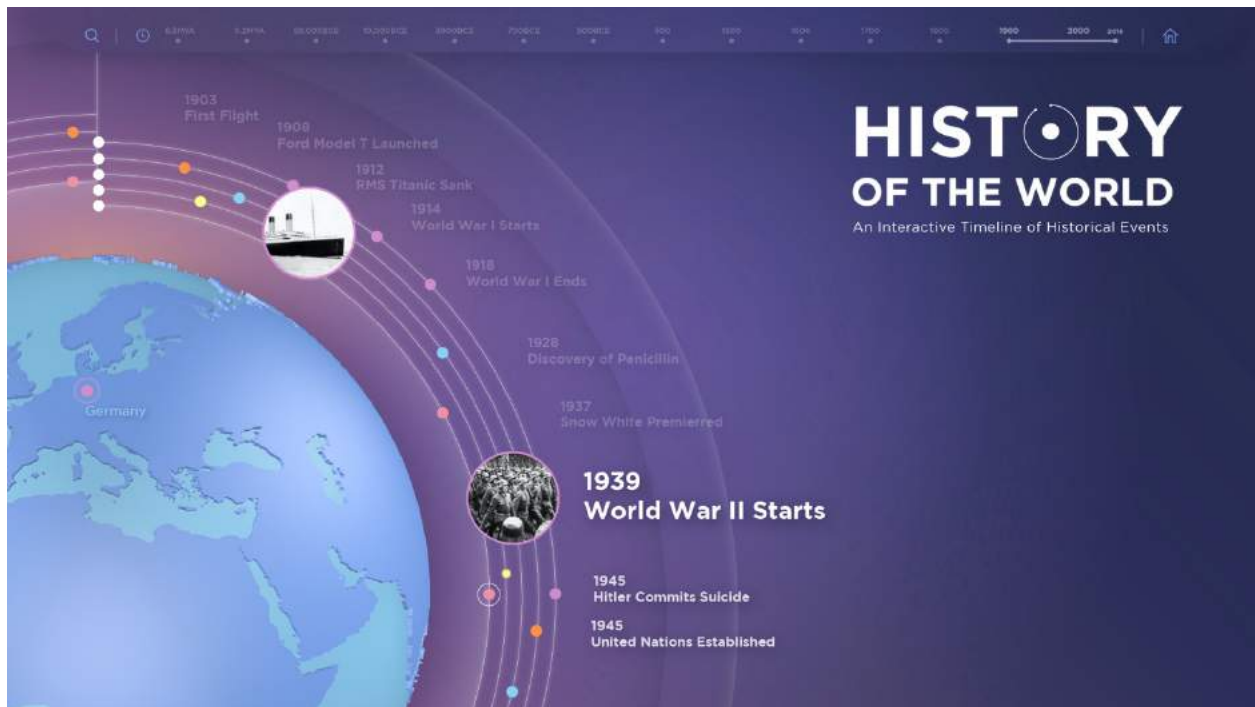 1900
2000
2016
HISTORY
OF THE WORLD
An Interactive Timeline of Historical Events
1903
First Flight
1908
Ford Model T Launched
1912
RMS Titanic Sank
1914
World War I Starts
1918
World War I Ends
1928
Discovery of Penicillin
1937
Snow White Premierred
Germany
1939
World War II Starts
1945
Hitler Commits Suicide
1945
United Nations Established